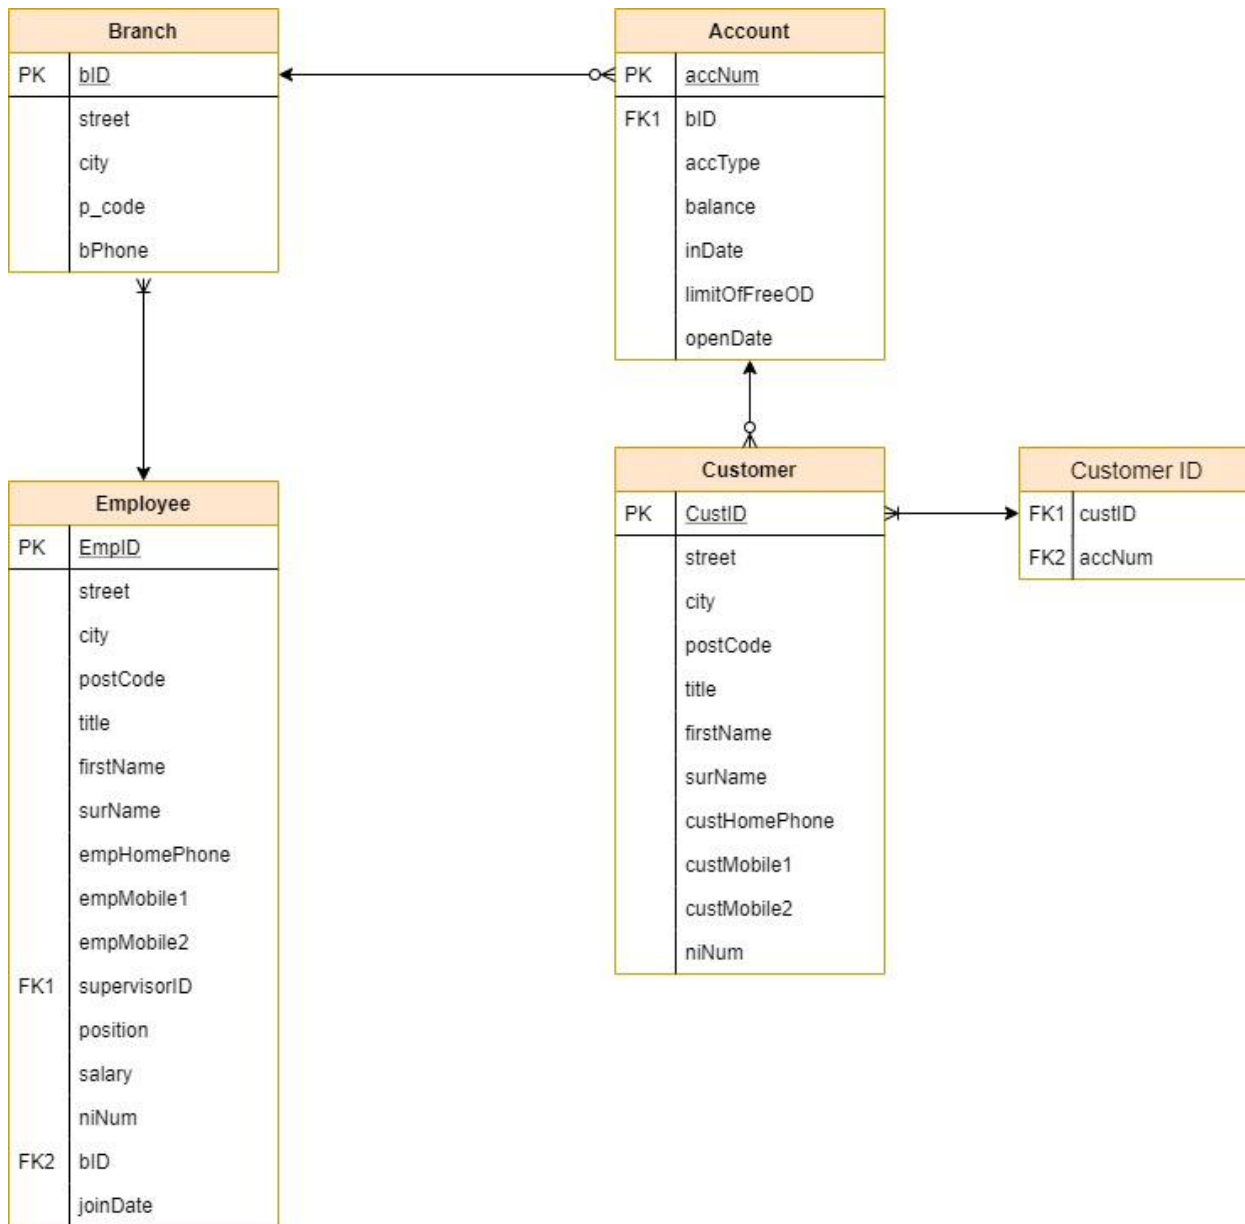 Branch
PK bID
street
city
p_code
bPhone
Account
PK accNum
FK1 bID
accType
balance
inDate
limitOfFreeOD
openDate
Employee
PK EmpID
street
city
postCode
title
firstName
surName
empHomePhone
empMobile1
empMobile2
FK1 supervisorID
position
salary
niNum
FK2 bID
joinDate
Customer
PK CustID
street
city
postCode
title
firstName
surName
custHomePhone
custMobile1
custMobile2
niNum
Customer ID
FK1 custID
FK2 accNum